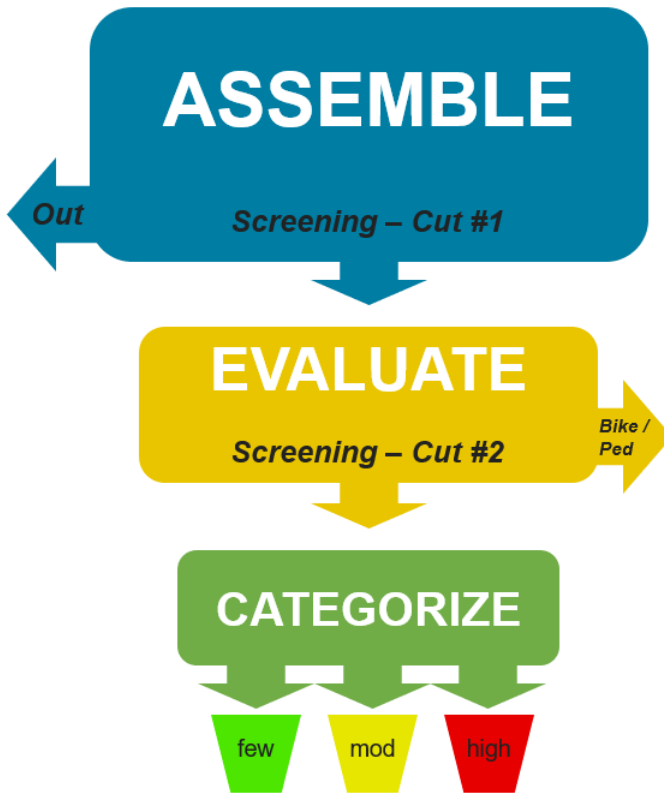 ASSEMBLE
Out
Screening – Cut #1
EVALUATE
Bike /
Ped
Screening – Cut #2
CATEGORIZE
few
mod
high